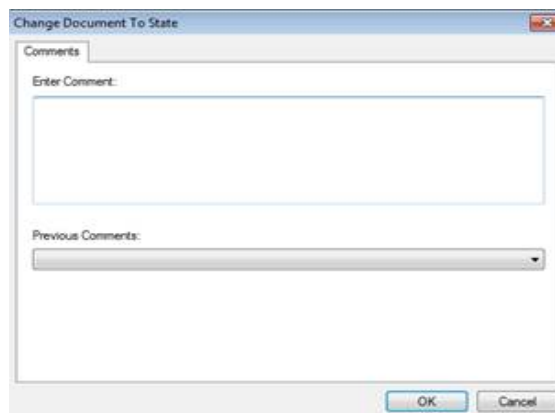 Change Document To State
Comments
Enter Comment:
Previous Comments:
OK Cancel